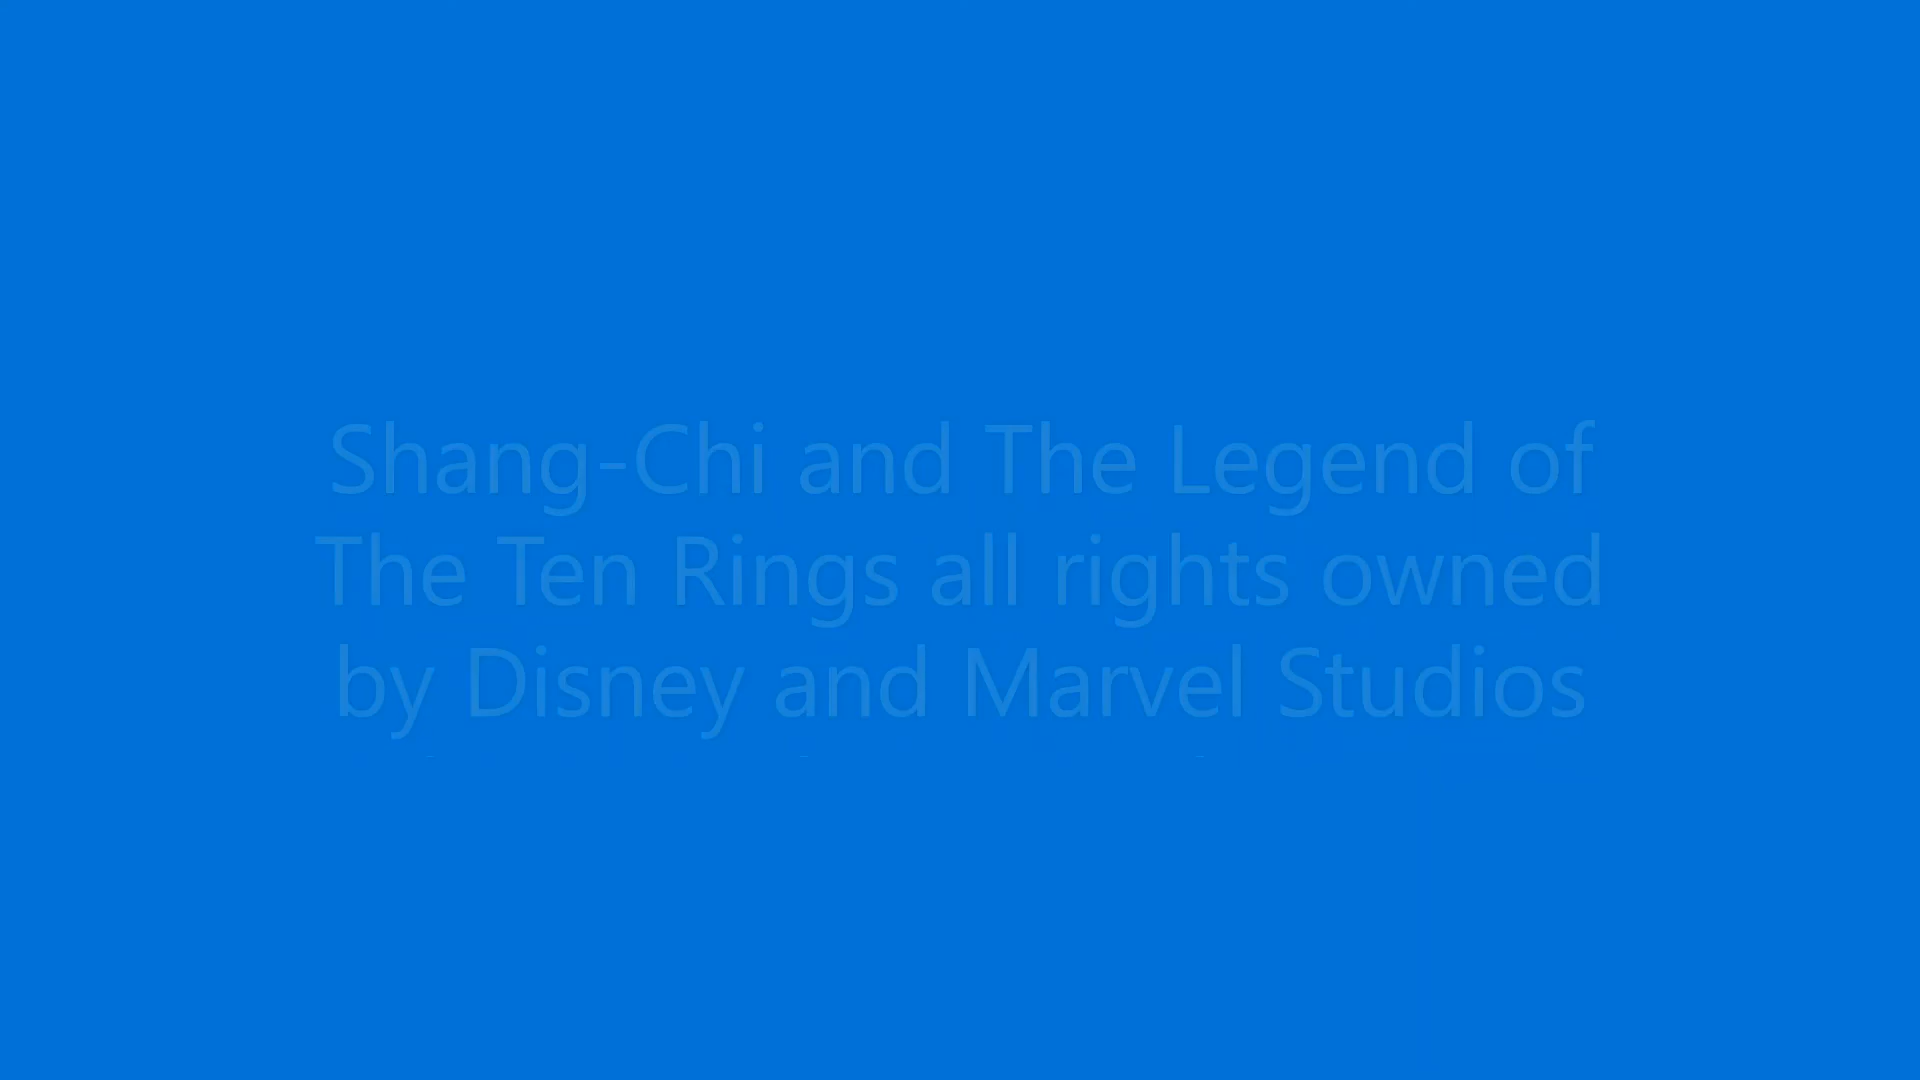 Shang-Chi and The Legend of
The Ten Rings all rights owned
by Disney and Marvel Studios